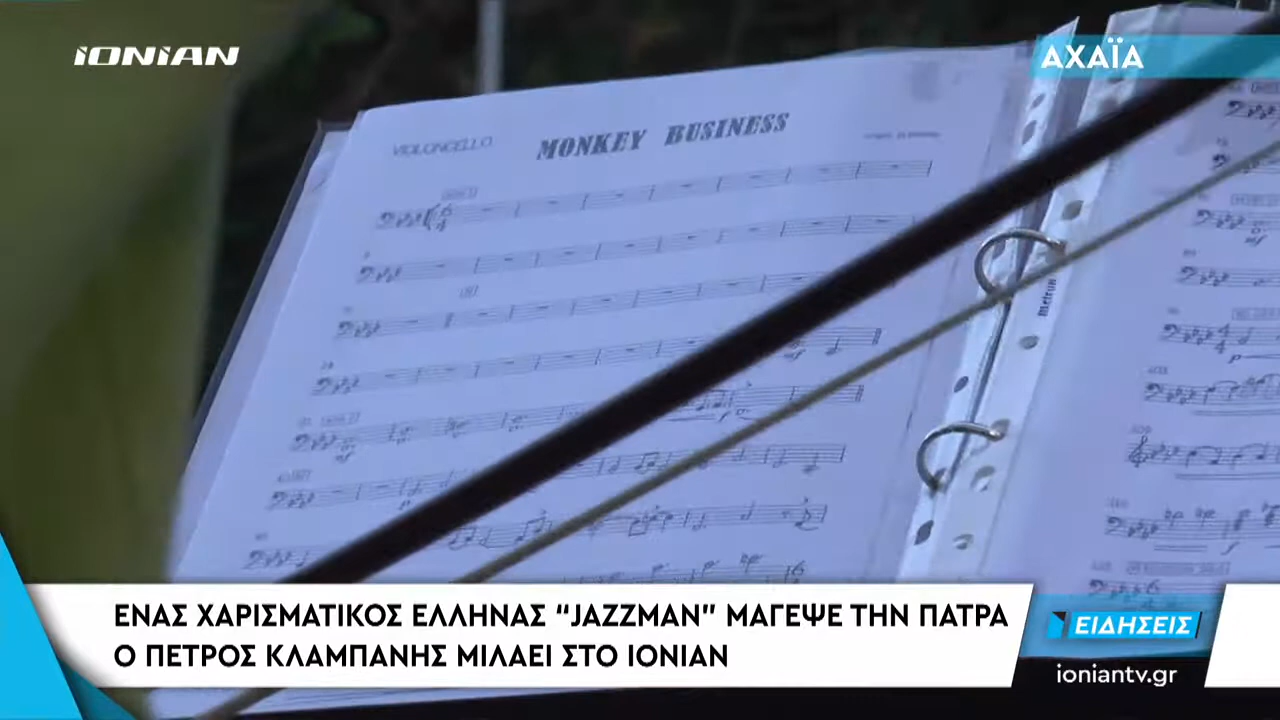 IONIAN
ΑΧΑΪΑ
VIOLONCELLO
MONKEY BUSINESS
ΕΝΑΣ ΧΑΡΙΣΜΑΤΙΚΟΣ ΕΛΛΗΝΑΣ “JAZZMAN” ΜΑΓΕΨΕ ΤΗΝ ΠΑΤΡΑ
Ο ΠΕΤΡΟΣ ΚΛΑΜΠΑΝΗΣ ΜΙΛΑΕΙ ΣΤΟ ΙΟΝΙΑΝ
ΕΙΔΗΣΕΙΣ
ioniantv.gr